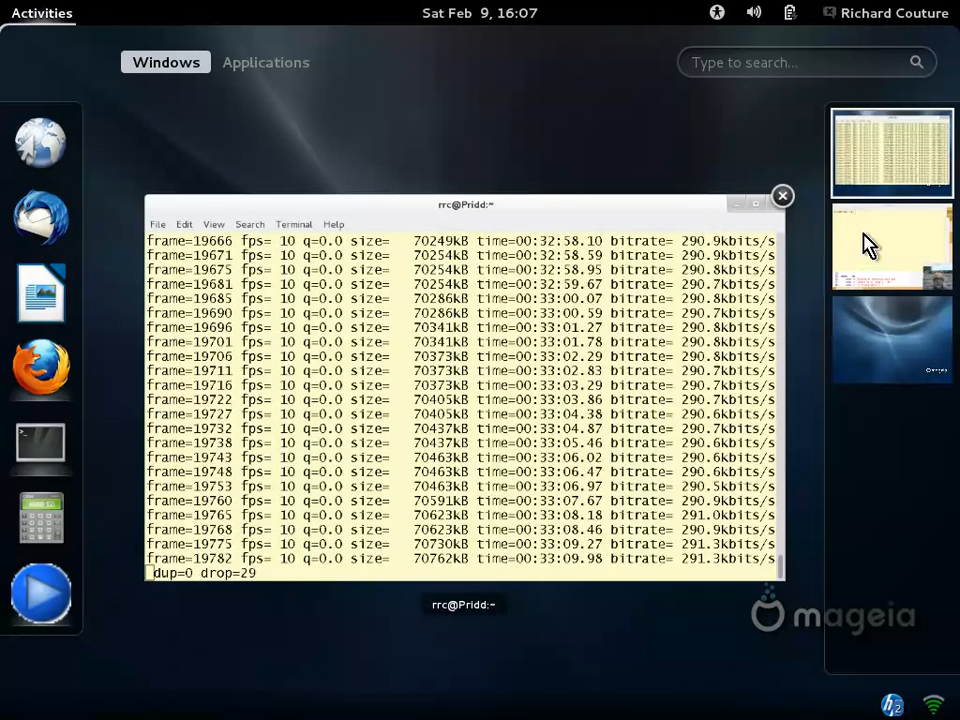 Activities
Sat Feb 9, 16:07
Richard Couture
Windows
Applications
Type to search...
rrc@Pridd:~
File Edit View Search Terminal Help
frame=19666 fps= 10 q=0.0 size= 70249kB time=00:32:58.10 bitrate= 290.9kbits/s
frame=19671 fps= 10 q=0.0 size= 70254kB time=00:32:58.59 bitrate= 290.9kbits/s
frame=19675 fps= 10 q=0.0 size= 70254kB time=00:32:58.95 bitrate= 290.8kbits/s
frame=19681 fps= 10 q=0.0 size= 70254kB time=00:32:59.67 bitrate= 290.7kbits/s
frame=19685 fps= 10 q=0.0 size= 70286kB time=00:33:00.07 bitrate= 290.8kbits/s
frame=19690 fps= 10 q=0.0 size= 70286kB time=00:33:00.59 bitrate= 290.7kbits/s
frame=19696 fps= 10 q=0.0 size= 70341kB time=00:33:01.27 bitrate= 290.8kbits/s
frame=19701 fps= 10 q=0.0 size= 70341kB time=00:33:01.78 bitrate= 290.8kbits/s
frame=19706 fps= 10 q=0.0 size= 70373kB time=00:33:02.29 bitrate= 290.8kbits/s
frame=19711 fps= 10 q=0.0 size= 70373kB time=00:33:02.83 bitrate= 290.7kbits/s
frame=19716 fps= 10 q=0.0 size= 70373kB time=00:33:03.29 bitrate= 290.7kbits/s
frame=19722 fps= 10 q=0.0 size= 70405kB time=00:33:03.86 bitrate= 290.7kbits/s
frame=19727 fps= 10 q=0.0 size= 70405kB time=00:33:04.38 bitrate= 290.6kbits/s
frame=19732 fps= 10 q=0.0 size= 70437kB time=00:33:04.87 bitrate= 290.7kbits/s
frame=19738 fps= 10 q=0.0 size= 70437kB time=00:33:05.46 bitrate= 290.6kbits/s
frame=19743 fps= 10 q=0.0 size= 70463kB time=00:33:06.02 bitrate= 290.6kbits/s
frame=19748 fps= 10 q=0.0 size= 70463kB time=00:33:06.47 bitrate= 290.6kbits/s
frame=19753 fps= 10 q=0.0 size= 70463kB time=00:33:06.97 bitrate= 290.5kbits/s
frame=19760 fps= 10 q=0.0 size= 70591kB time=00:33:07.67 bitrate= 290.9kbits/s
frame=19765 fps= 10 q=0.0 size= 70623kB time=00:33:08.18 bitrate= 291.0kbits/s
frame=19768 fps= 10 q=0.0 size= 70623kB time=00:33:08.46 bitrate= 290.9kbits/s
frame=19775 fps= 10 q=0.0 size= 70730kB time=00:33:09.27 bitrate= 291.3kbits/s
frame=19782 fps= 10 q=0.0 size= 70762kB time=00:33:09.98 bitrate= 291.3kbits/s
dup=0 drop=29
rrc@Pridd:~
mageia